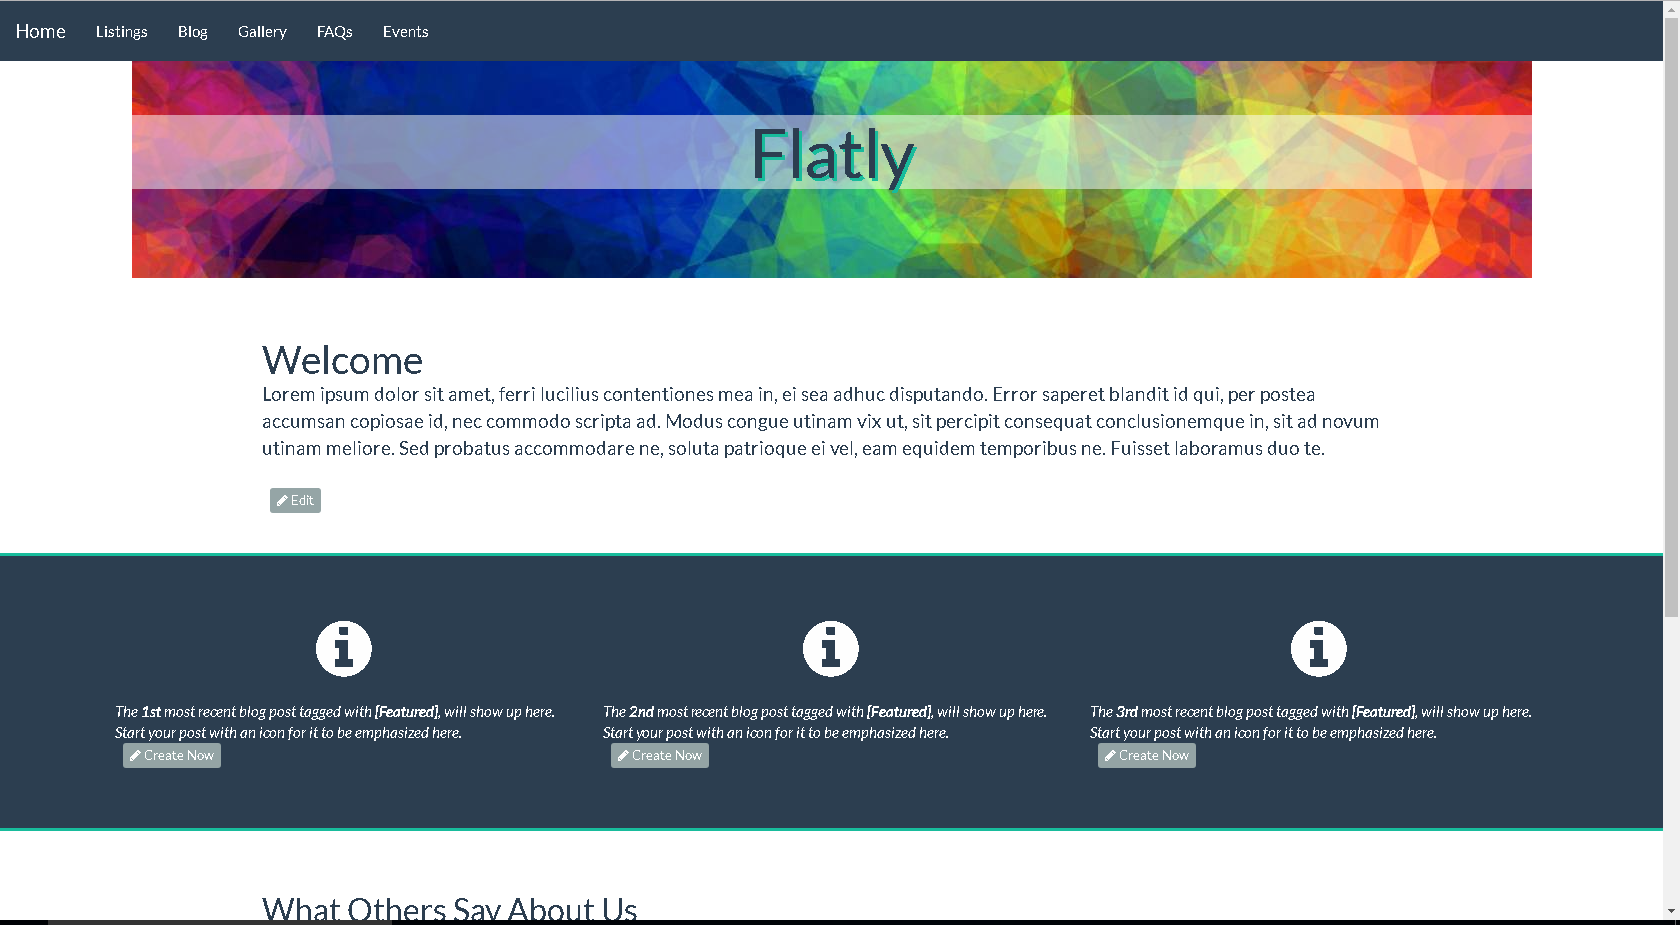 Home Listings Blog Gallery FAQs Events
Flatly
Welcome
Lorem ipsum dolor sit amet, ferri lucilius contentiones mea in, ei sea adhuc disputando. Error saperet blandit id qui, per postea
accumsan copiosae id, nec commodo scripta ad. Modus congue utinam vix ut, sit percipit consequat conclusionemque in, sit ad novum
utinam meliore. Sed probatus accommodare ne, soluta patrioque ei vel, eam equidem temporibus ne. Fuisset laboramus duo te.
Edit
The 1st most recent blog post tagged with [Featured], will show up here.
Start your post with an icon for it to be emphasized here.
Create Now
The 2nd most recent blog post tagged with [Featured], will show up here.
Start your post with an icon for it to be emphasized here.
Create Now
The 3rd most recent blog post tagged with [Featured], will show up here.
Start your post with an icon for it to be emphasized here.
Create Now
What Others Say About Us